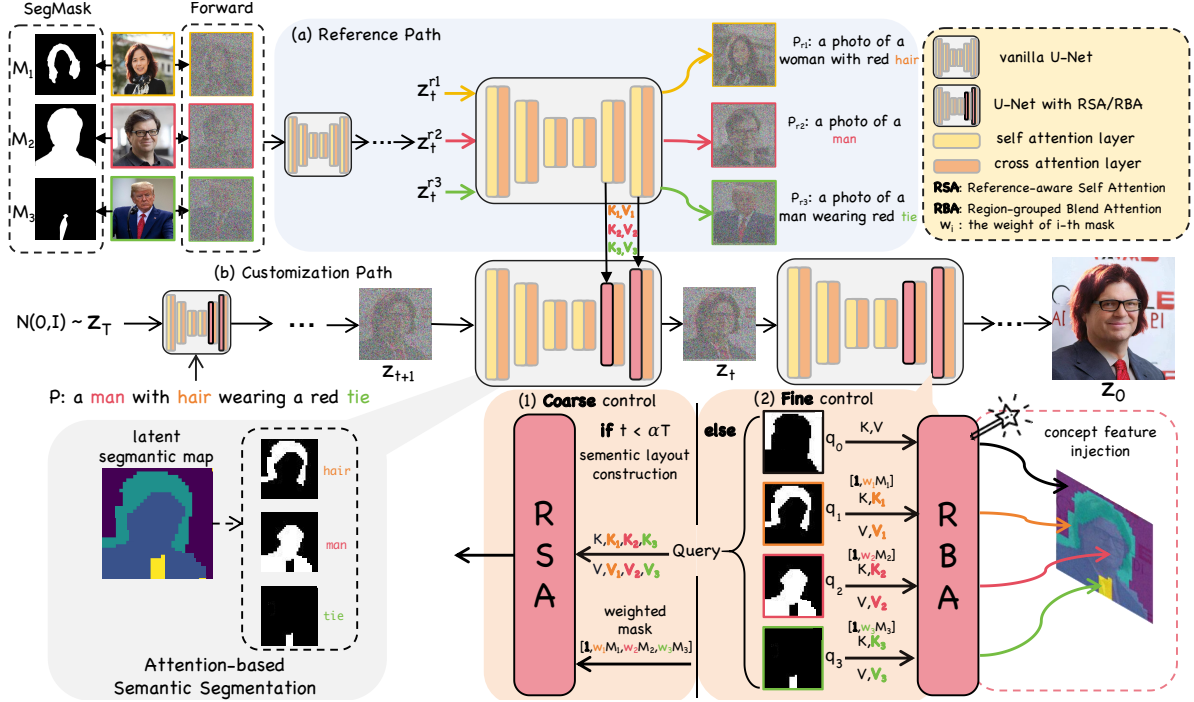 SegMask
Forward
M1
M2
M3
(a) Reference Path
z_t^r1
z_t^r2
z_t^r3
P_r1: a photo of a
woman with red hair
P_r2: a photo of a
man
P_r3: a photo of a
man wearing red tie
K1,V1
K2,V2
K3,V3
vanilla U-Net
U-Net with RSA/RBA
self attention layer
cross attention layer
RSA: Reference-aware Self Attention
RBA: Region-grouped Blend Attention
w_i : the weight of i-th mask
(b) Customization Path
N(0,I) ~ z_T
...
z_t+1
z_t
...
z_0
P: a man with hair wearing a red tie
latent
segmantic map
hair
man
tie
Attention-based
Semantic Segmentation
(1) Coarse control
if t < αT
sementic layout
construction
RSA
K,K1,K2,K3
V,V1,V2,V3
weighted
mask
[1,w1M1,w2M2,w3M3]
Query
(2) Fine control
else
q0
K,V
q1
[1,w1M1]
K,K1
V,V1
q2
[1,w2M2]
K,K2
V,V2
q3
[1,w3M3]
K,K3
V,V3
RBA
concept feature
injection